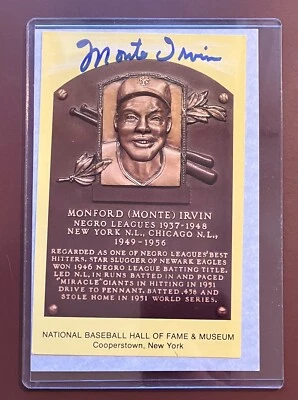 Monte Irvin
MONFORD (MONTE) IRVIN
NEGRO LEAGUES 1937-1948
NEW YORK N.L., CHICAGO N.L.,
1949-1956
REGARDED AS ONE OF NEGRO LEAGUES' BEST
HITTERS. STAR SLUGGER OF NEWARK EAGLES
WON 1946 NEGRO LEAGUE BATTING TITLE.
LED N.L. IN RUNS BATTED IN AND PACED
"MIRACLE" GIANTS IN HITTING IN 1951
DRIVE TO PENNANT. BATTED .458 AND
STOLE HOME IN 1951 WORLD SERIES.
NATIONAL BASEBALL HALL OF FAME & MUSEUM
Cooperstown, New York